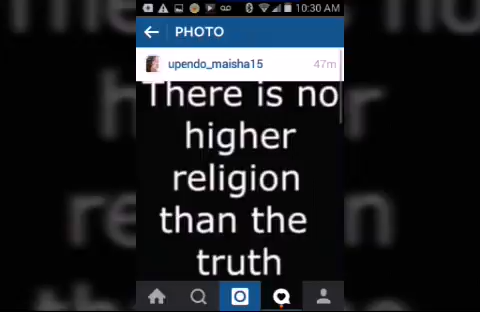 10:30 AM
PHOTO
upendo_maisha15
47m
There is no
higher
religion
than the
truth